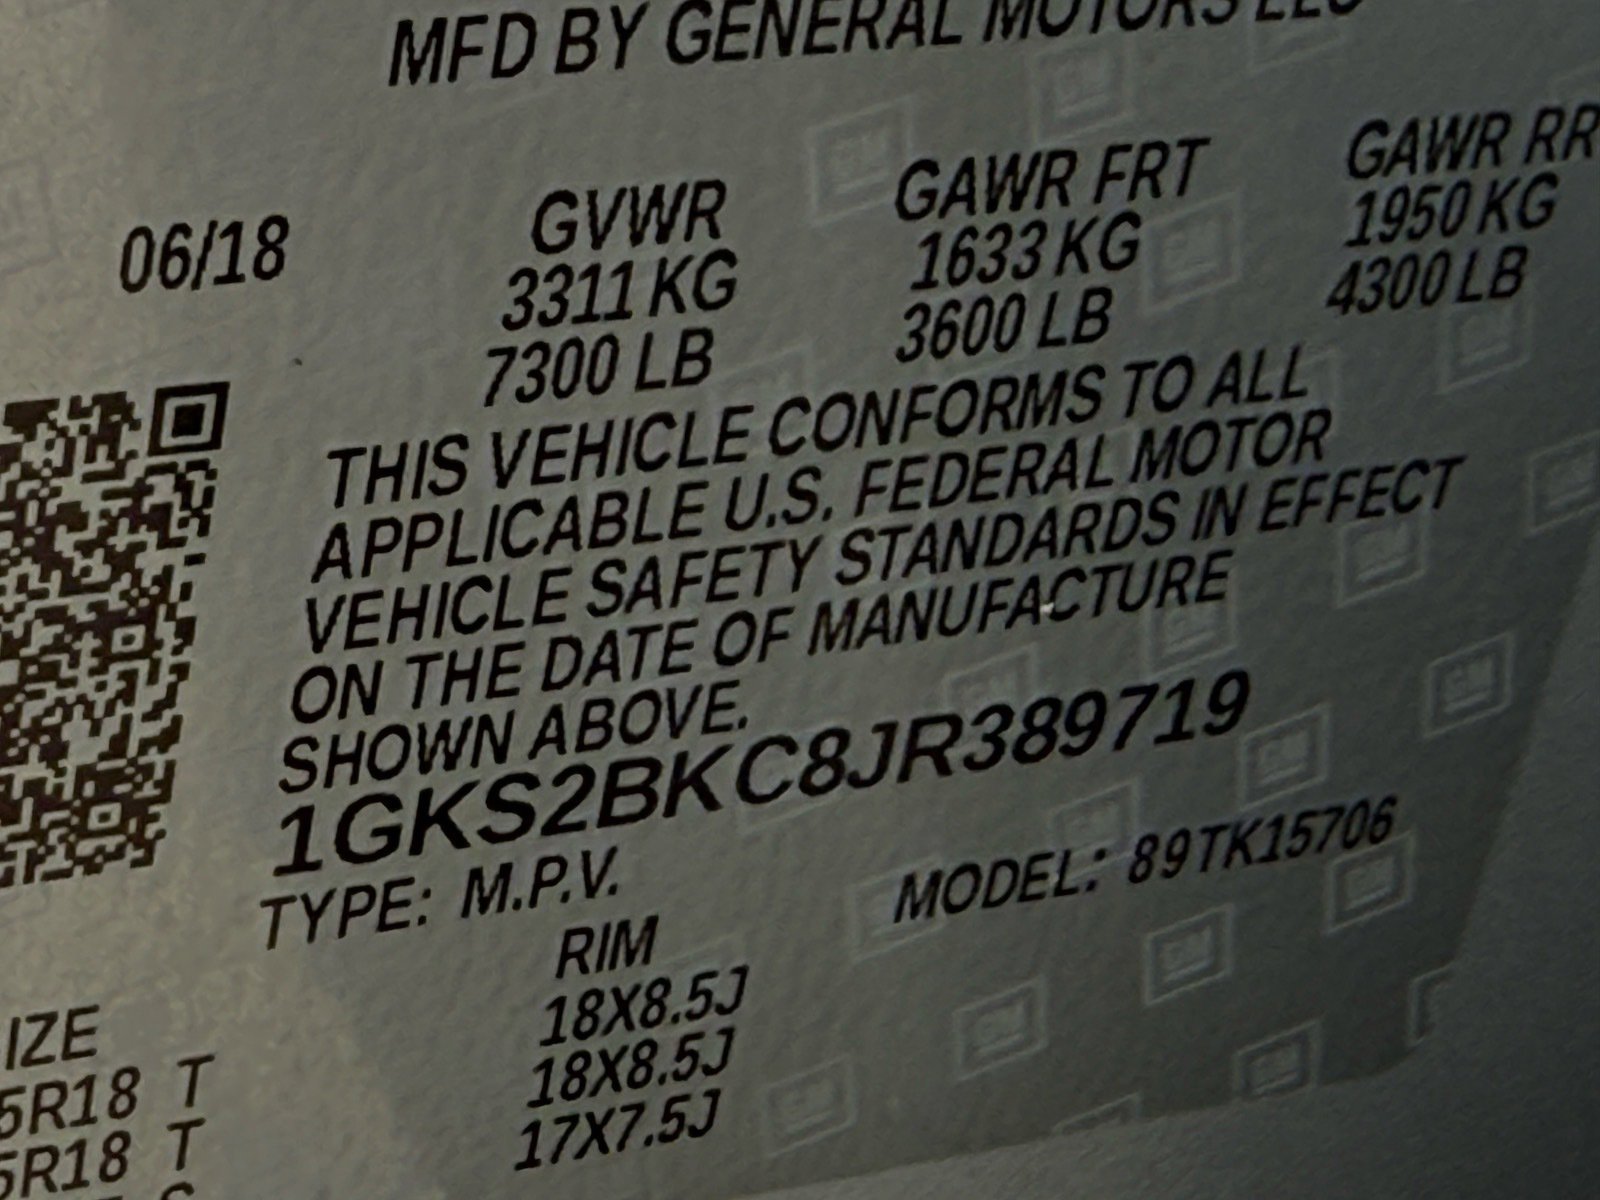 MFD BY GENERAL MOTORS LLC
06/18
GVWR
3311 KG
7300 LB
GAWR FRT
1633 KG
3600 LB
GAWR RR
1950 KG
4300 LB
THIS VEHICLE CONFORMS TO ALL
APPLICABLE U.S. FEDERAL MOTOR
VEHICLE SAFETY STANDARDS IN EFFECT
ON THE DATE OF MANUFACTURE
SHOWN ABOVE.
1GKS2BKC8JR389719
TYPE: M.P.V.
MODEL: 89TK15706
IZE
RIM
5R18 T
18X8.5J
5R18 T
18X8.5J
17X7.5J